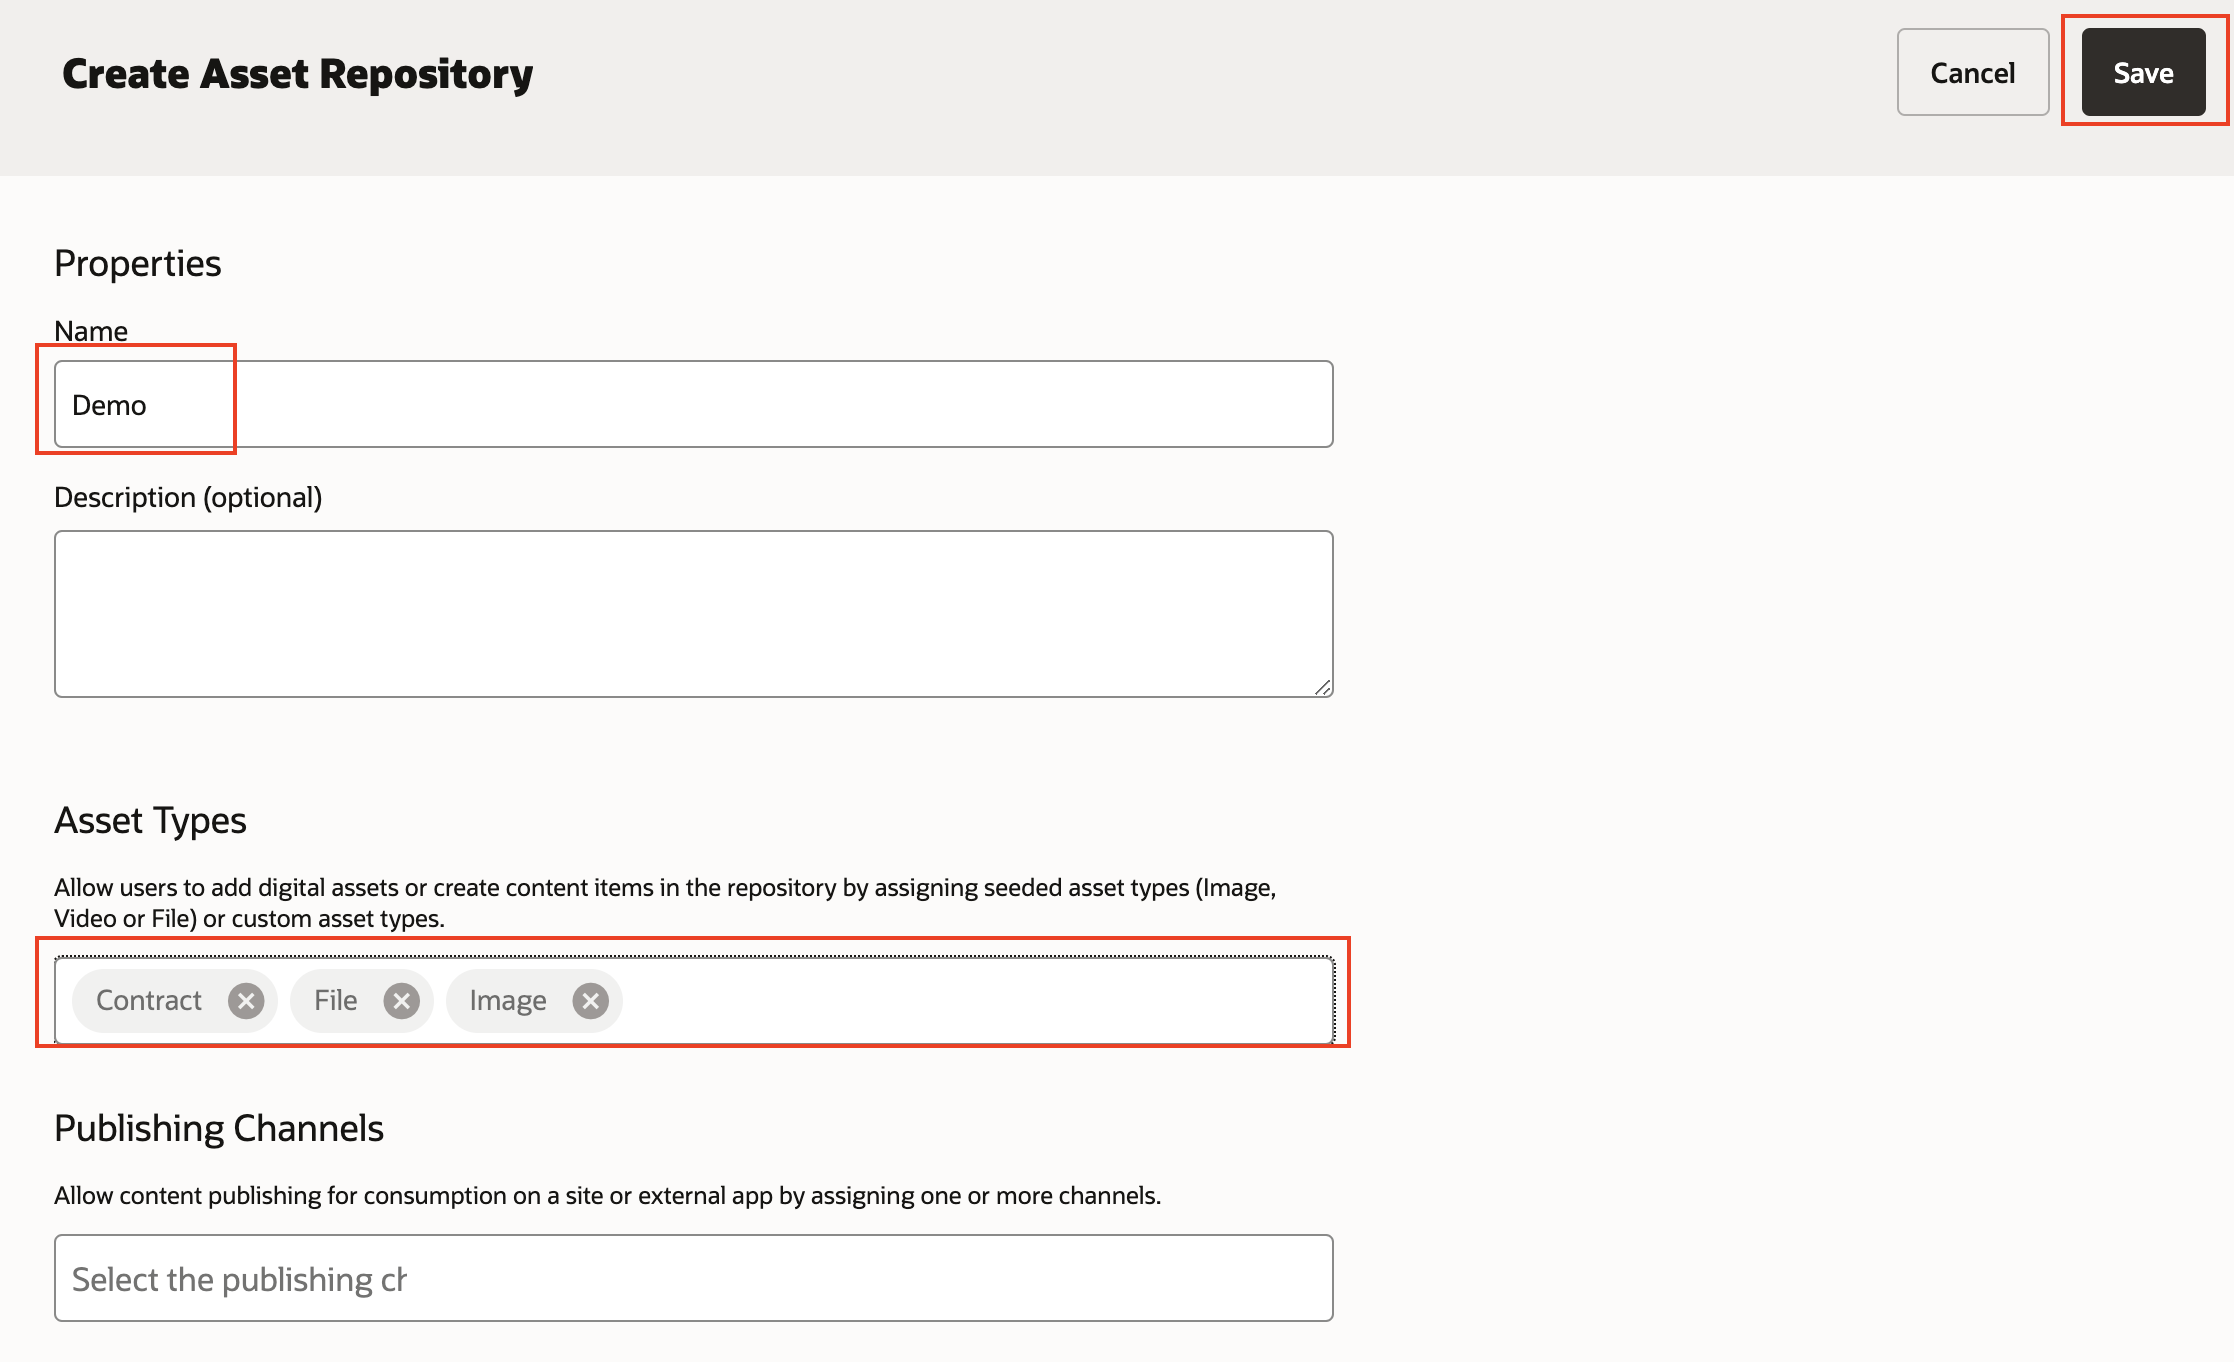 Create Asset Repository
Cancel
Save
Properties
Name
Demo
Description (optional)
Asset Types
Allow users to add digital assets or create content items in the repository by assigning seeded asset types (Image,
Video or File) or custom asset types.
Contract
File
Image
Publishing Channels
Allow content publishing for consumption on a site or external app by assigning one or more channels.
Select the publishing ch